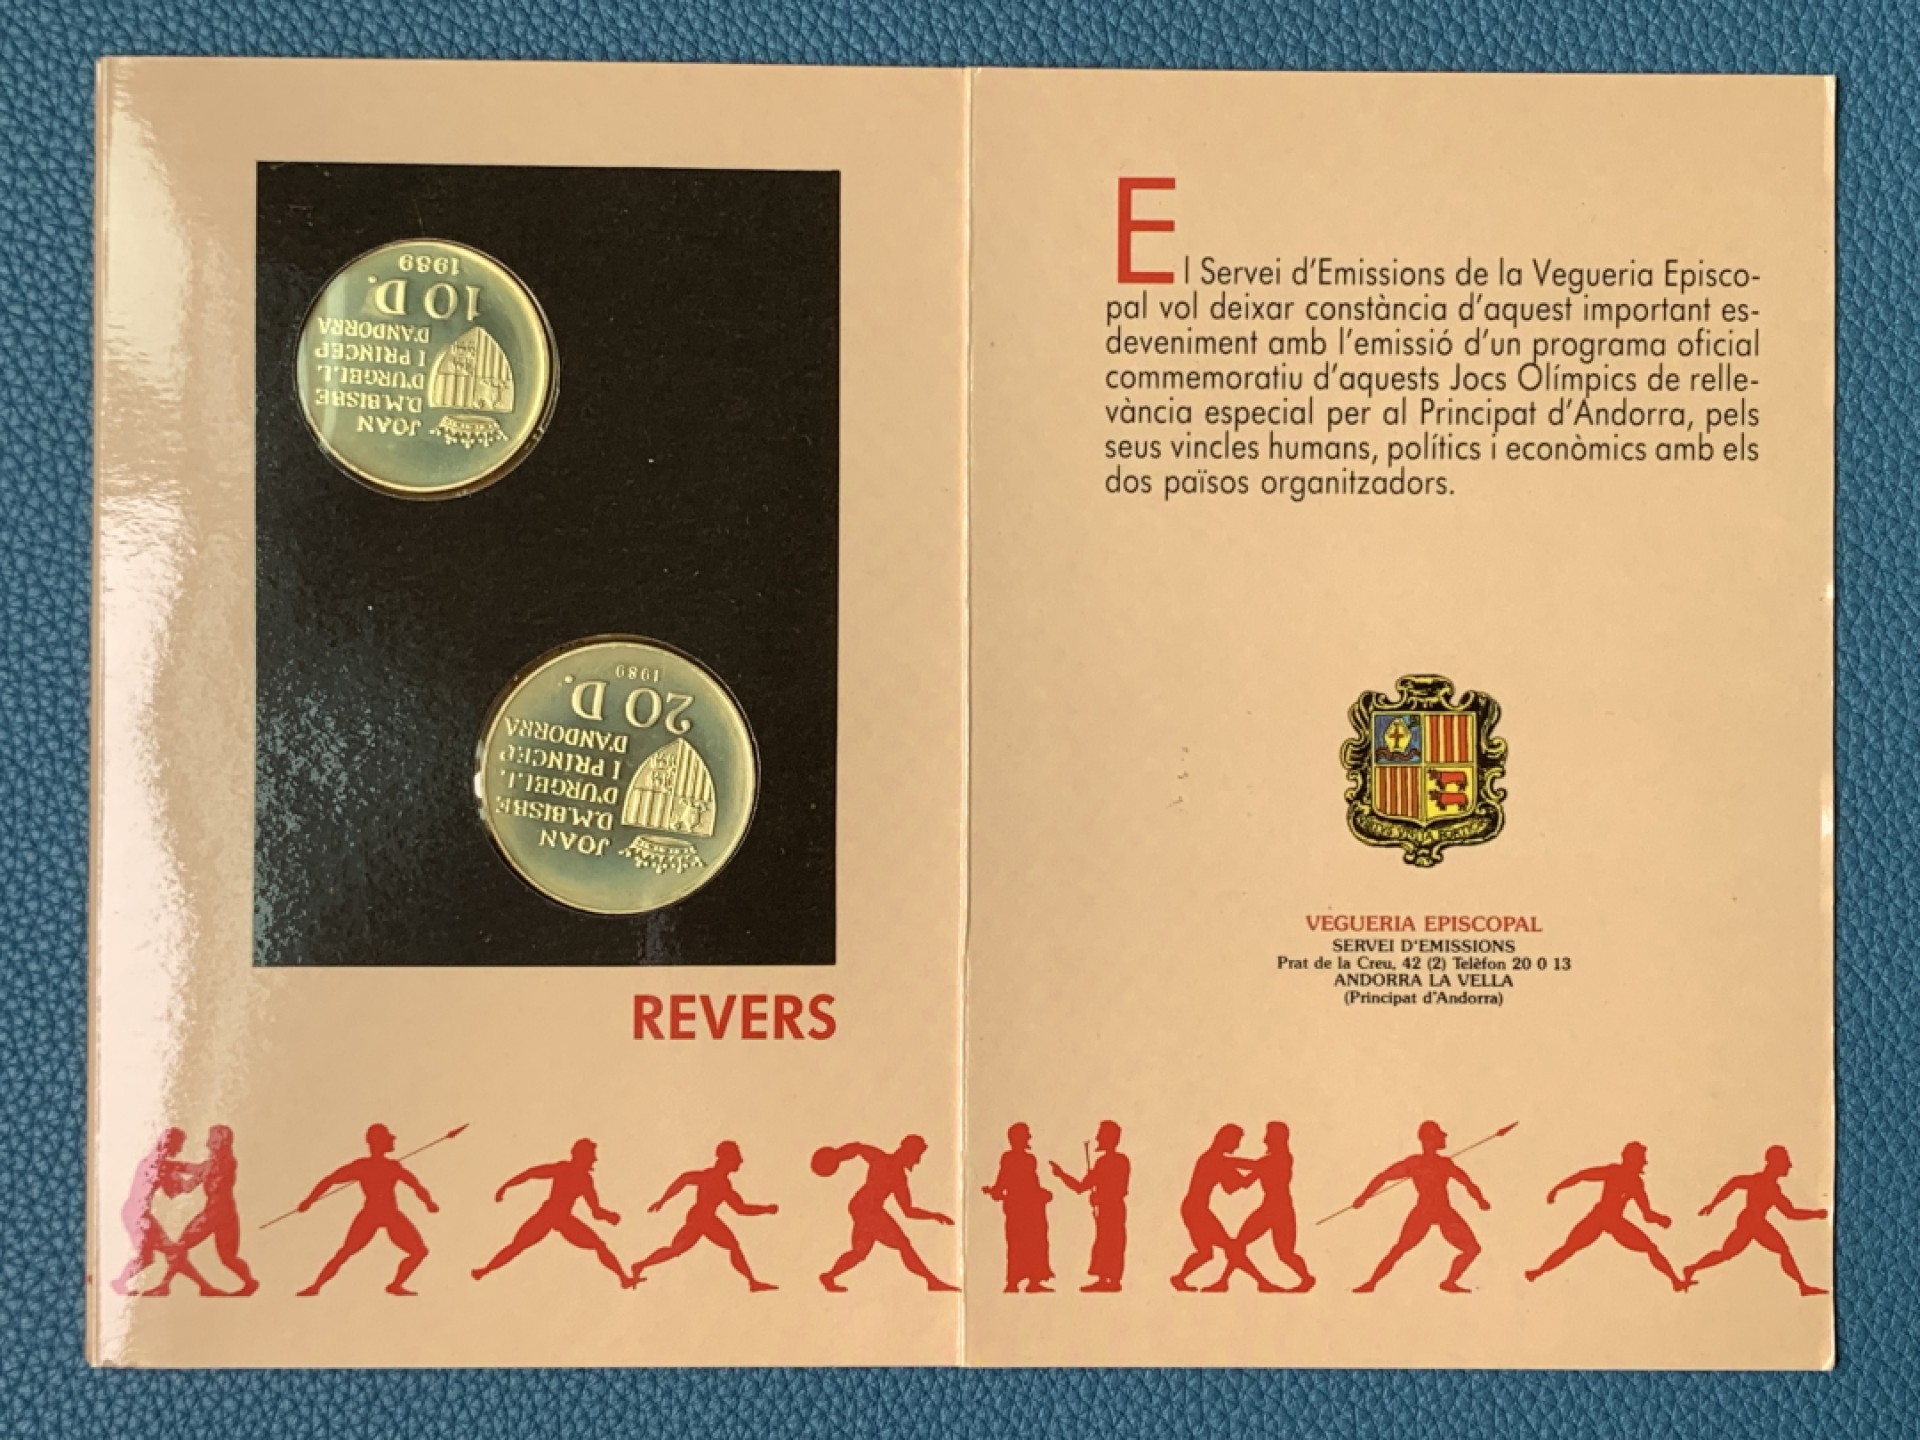 1989
10 D.
D'ANDORRA
I PRINCEP
D'URGELL
D.M.BISBE
JOAN
1989
20 D.
D'ANDORRA
I PRINCEP
D'URGELL
D.M.BISBE
JOAN
REVERS
El Servei d'Emissions de la Vegueria Episco-
pal vol deixar constància d'aquest important es-
deveniment amb l'emissió d'un programa oficial
commemoratiu d'aquests Jocs Olímpics de relle-
vància especial per al Principat d'Andorra, pels
seus vincles humans, polítics i econòmics amb els
dos països organitzadors.
VEGUERIA EPISCOPAL
SERVEI D'EMISSIONS
Prat de la Creu, 42 (2) Telèfon 20 0 13
ANDORRA LA VELLA
(Principat d'Andorra)